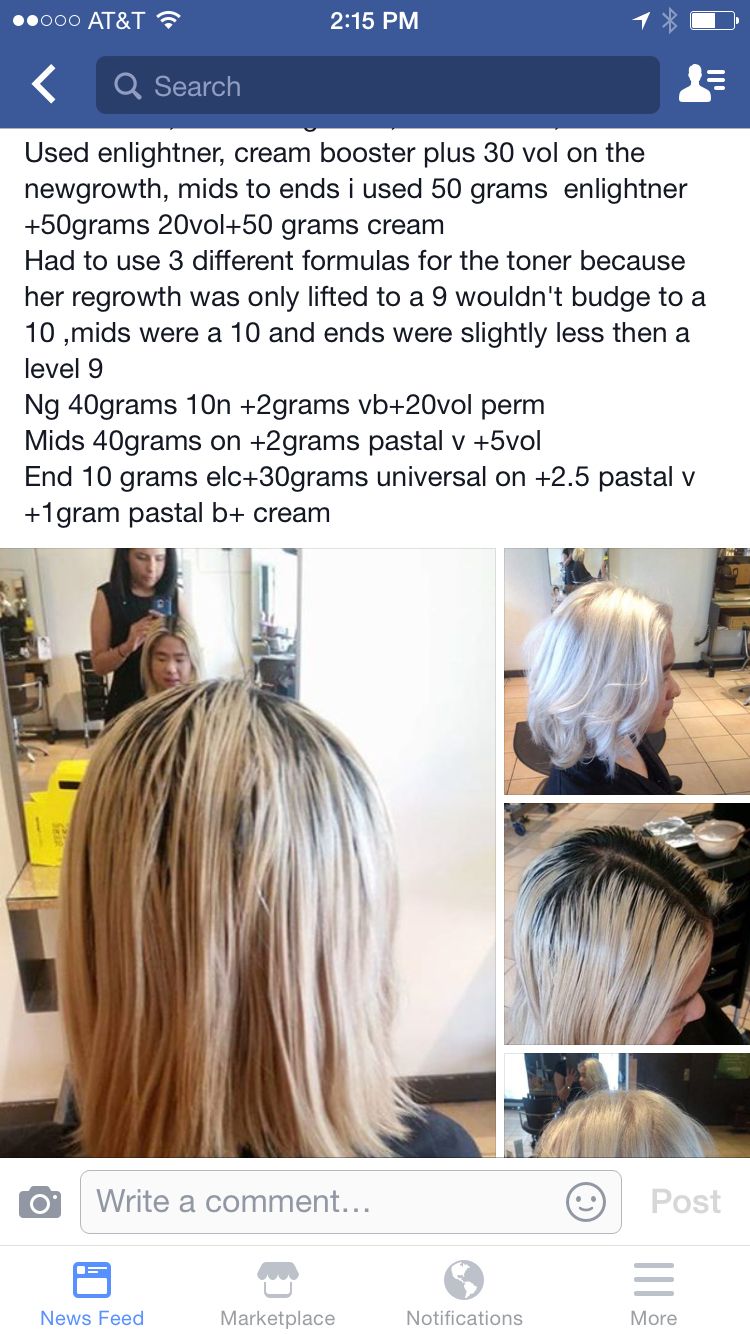 AT&T 2:15 PM
Search
Used enlightner, cream booster plus 30 vol on the
newgrowth, mids to ends i used 50 grams  enlightner
+50grams 20vol+50 grams cream
Had to use 3 different formulas for the toner because
her regrowth was only lifted to a 9 wouldn't budge to a
10 ,mids were a 10 and ends were slightly less then a
level 9
Ng 40grams 10n +2grams vb+20vol perm
Mids 40grams on +2grams pastal v +5vol
End 10 grams elc+30grams universal on +2.5 pastal v
+1gram pastal b+ cream
Write a comment...
Post
News Feed
Marketplace
Notifications
More